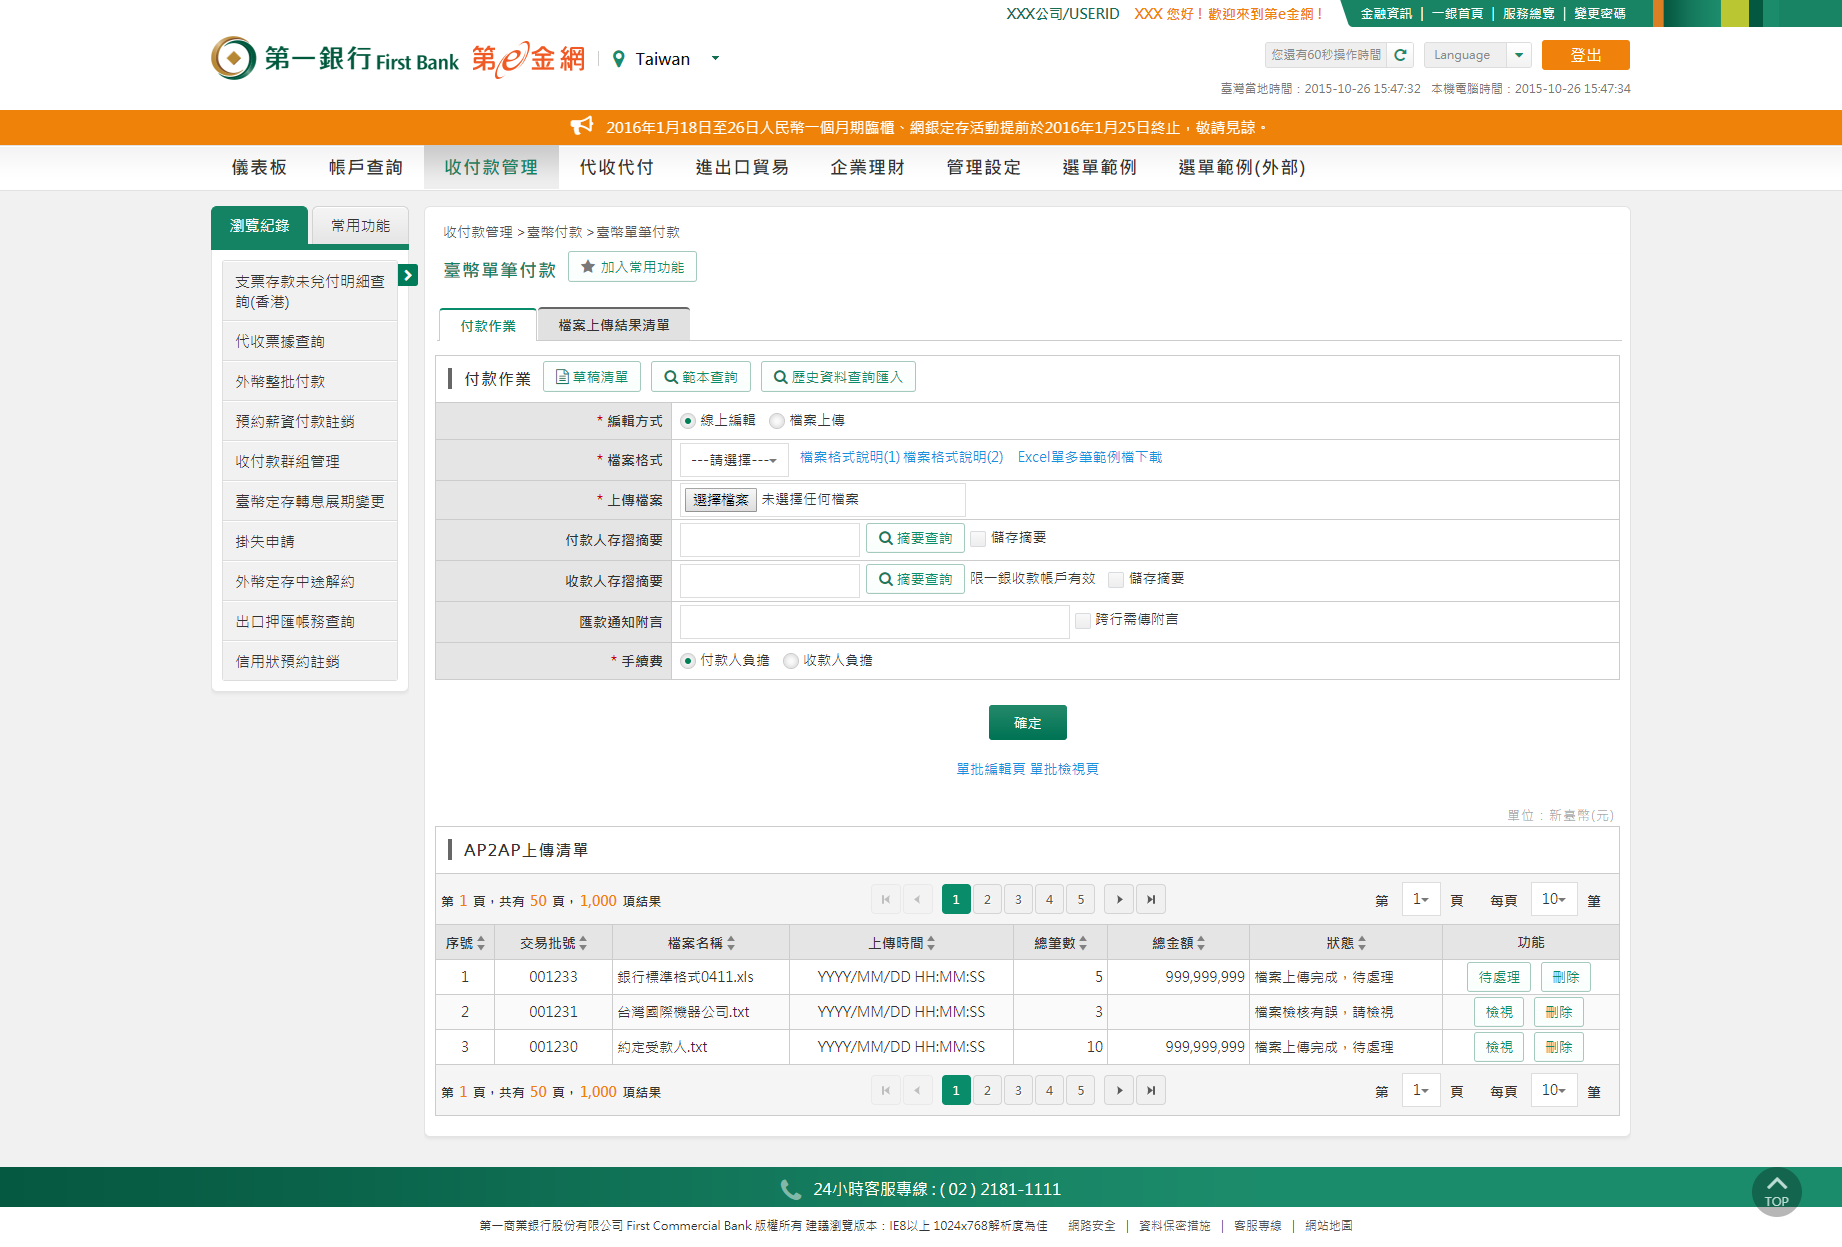 XXX公司/USERID XXX 您好！歡迎來到第e金網！ 金融資訊 | 一銀首頁 | 服務總覽 | 變更密碼
第一銀行 First Bank 第e金網 Taiwan
您還有60秒操作時間 Language 登出
臺灣當地時間：2015-10-26 15:47:32 本機電腦時間：2015-10-26 15:47:34
2016年1月18日至26日人民幣一個月期臨櫃、網銀定存活動提前於2016年1月25日終止，敬請見諒。
儀表板 帳戶查詢 收付款管理 代收代付 進出口貿易 企業理財 管理設定 選單範例 選單範例(外部)
瀏覽紀錄 常用功能
支票存款未兌付明細查詢(香港)
代收票據查詢
外幣整批付款
預約薪資付款註銷
收付款群組管理
臺幣定存轉息展期變更
掛失申請
外幣定存中途解約
出口押匯帳務查詢
信用狀預約註銷
收付款管理 >臺幣付款 >臺幣單筆付款
臺幣單筆付款 加入常用功能
付款作業 檔案上傳結果清單
付款作業 草稿清單 範本查詢 歷史資料查詢匯入
* 編輯方式 線上編輯 檔案上傳
* 檔案格式 ---請選擇--- 檔案格式說明(1) 檔案格式說明(2) Excel單多筆範例檔下載
* 上傳檔案 選擇檔案 未選擇任何檔案
付款人存摺摘要 摘要查詢 儲存摘要
收款人存摺摘要 摘要查詢 限一銀收款帳戶有效 儲存摘要
匯款通知附言 跨行需傳附言
* 手續費 付款人負擔 收款人負擔
確定
單批編輯頁 單批檢視頁
單位：新臺幣(元)
AP2AP上傳清單
第 1 頁，共有 50 頁，1,000 項結果 1 2 3 4 5 第 1 頁 每頁 10 筆
序號 交易批號 檔案名稱 上傳時間 總筆數 總金額 狀態 功能
1 001233 銀行標準格式0411.xls YYYY/MM/DD HH:MM:SS 5 999,999,999 檔案上傳完成，待處理 待處理 刪除
2 001231 台灣國際機器公司.txt YYYY/MM/DD HH:MM:SS 3 檔案檢核有誤，請檢視 檢視 刪除
3 001230 約定受款人.txt YYYY/MM/DD HH:MM:SS 10 999,999,999 檔案上傳完成，待處理 檢視 刪除
第 1 頁，共有 50 頁，1,000 項結果 1 2 3 4 5 第 1 頁 每頁 10 筆
24小時客服專線 : ( 02 ) 2181-1111
TOP
第一商業銀行股份有限公司 First Commercial Bank 版權所有 建議瀏覽版本：IE8以上 1024x768解析度為佳 網路安全 | 資料保密措施 | 客服專線 | 網站地圖